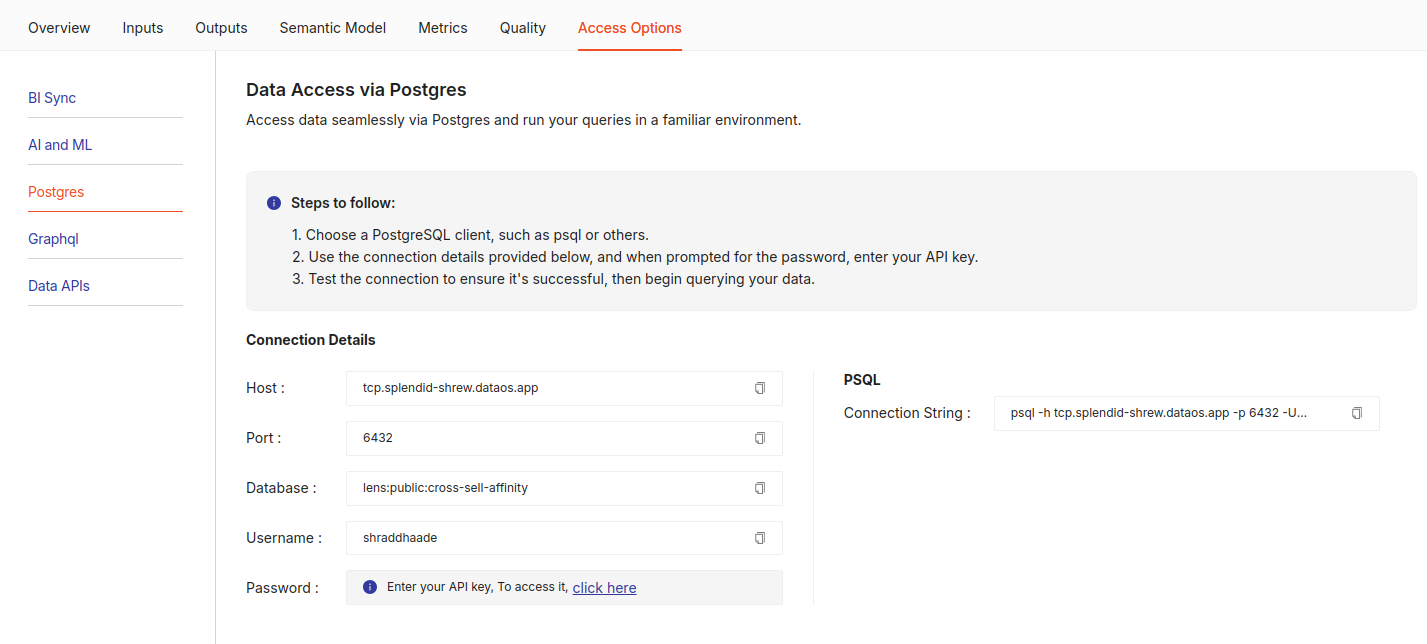 Overview Inputs Outputs Semantic Model Metrics Quality Access Options
BI Sync
AI and ML
Postgres
Graphql
Data APIs
Data Access via Postgres
Access data seamlessly via Postgres and run your queries in a familiar environment.
Steps to follow:
1. Choose a PostgreSQL client, such as psql or others.
2. Use the connection details provided below, and when prompted for the password, enter your API key.
3. Test the connection to ensure it's successful, then begin querying your data.
Connection Details
Host : tcp.splendid-shrew.dataos.app
Port : 6432
Database : lens:public:cross-sell-affinity
Username : shraddhaade
Password : Enter your API key, To access it, click here
PSQL
Connection String : psql -h tcp.splendid-shrew.dataos.app -p 6432 -U...